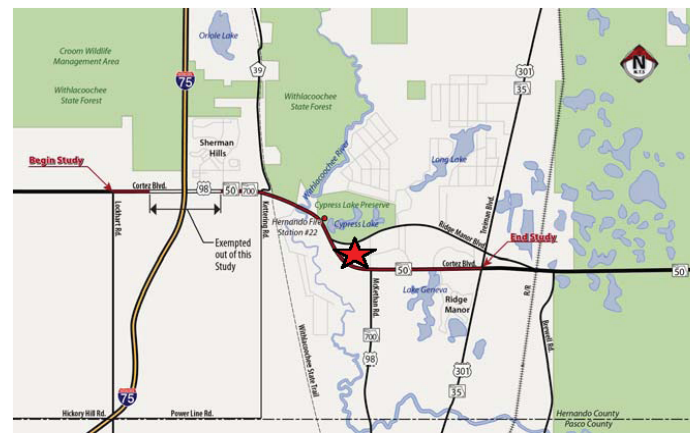 Oriole Lake
Croom Wildlife
Management Area
Withlacoochee
State Forest
75
39
Withlacoochee
State Forest
301
35
N
N.T.S.
Sherman
Hills
Withlacoochee River
Long Lake
Begin Study
Cortez Blvd.
98
50
700
Lockhart Rd.
Kettering Rd.
Exempted
out of this
Study
Hernando Fire
Station #22
Cypress Lake Preserve
Cypress Lake
Ridge Manor Blvd.
Treiman Blvd.
End Study
50
Cortez Blvd.
50
McKethan Rd.
Lake Geneva
Ridge
Manor
R/R
700
98
Withlacoochee State Trail
301
35
75
Hickory Hill Rd.
Power Line Rd.
Hernando County
Pasco County